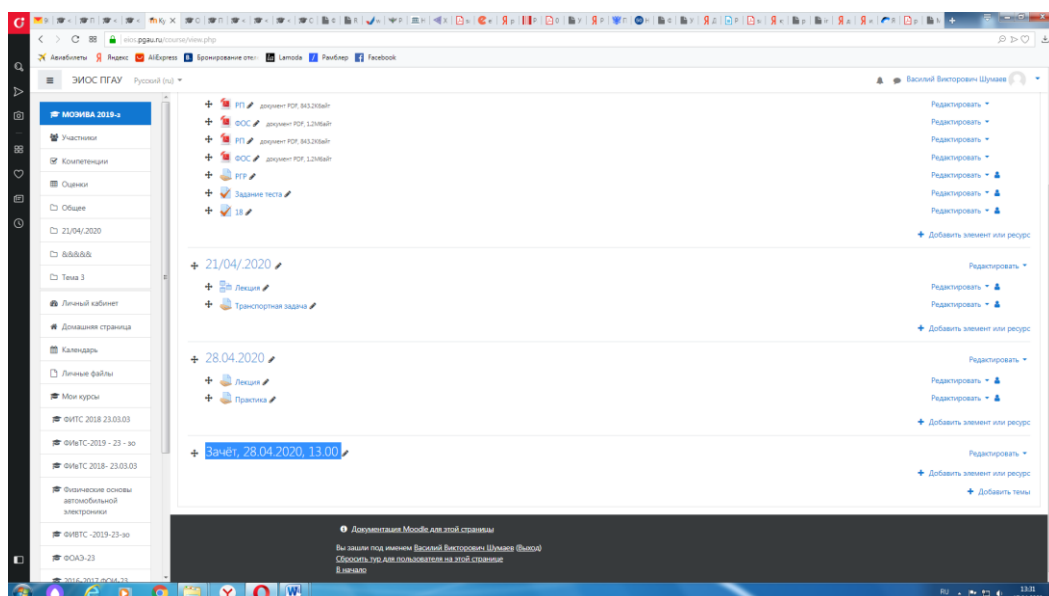 eios.pgau.ru/course/view.php
Авиабилеты Яндекс AliExpress Бронирование отел Lamoda Рамблер Facebook
ЭИОС ПГАУ Русский (ru)
Василий Викторович Шумаев
МОЭИВА 2019-з
Участники
Компетенции
Оценки
Общее
21/04/.2020
&&&&&
Тема 3
Личный кабинет
Домашняя страница
Календарь
Личные файлы
Мои курсы
ФИТС 2018 23.03.03
ФИвТС-2019 - 23 - зо
ФИвТС 2018- 23.03.03
Физические основы
автомобильной
электроники
ФИВТС -2019-23-зо
ФОАЭ-23
2016-2017 ФОИ-23
РП документ PDF, 843.2Кбайт Редактировать
ФОС документ PDF, 1.2Мбайт Редактировать
РП документ PDF, 843.2Кбайт Редактировать
ФОС документ PDF, 1.2Мбайт Редактировать
РГР Редактировать
Задание теста Редактировать
18 Редактировать
Добавить элемент или ресурс
21/04/.2020 Редактировать
Лекция Редактировать
Транспортная задача Редактировать
Добавить элемент или ресурс
28.04.2020 Редактировать
Лекция Редактировать
Практика Редактировать
Добавить элемент или ресурс
Зачёт, 28.04.2020, 13.00 Редактировать
Добавить элемент или ресурс
Добавить темы
Документация Moodle для этой страницы
Вы зашли под именем Василий Викторович Шумаев (Выход)
Сбросить тур для пользователя на этой странице
В начало
RU 13:31